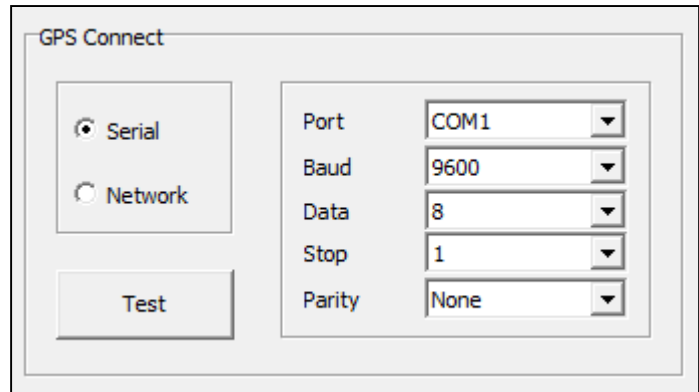 GPS Connect
Serial
Network
Test
Port COM1
Baud 9600
Data 8
Stop 1
Parity None